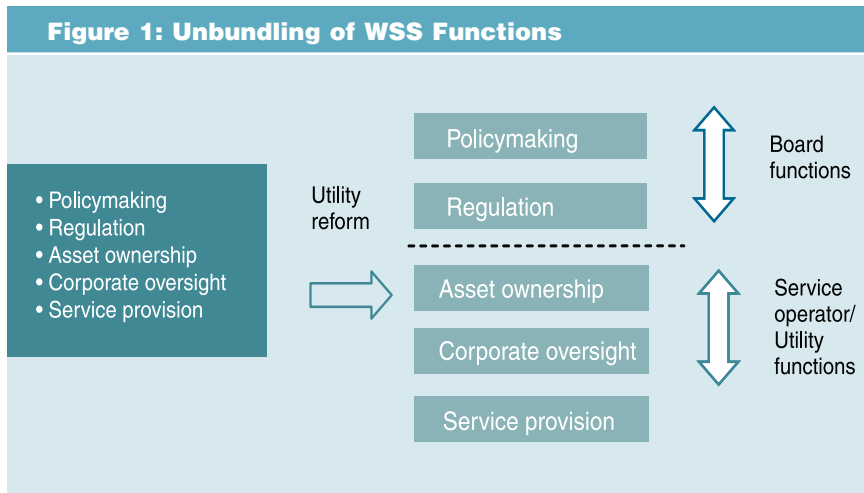 Figure 1: Unbundling of WSS Functions
• Policymaking
• Regulation
• Asset ownership
• Corporate oversight
• Service provision
Utility
reform
Policymaking
Regulation
Asset ownership
Corporate oversight
Service provision
Board
functions
Service
operator/
Utility
functions